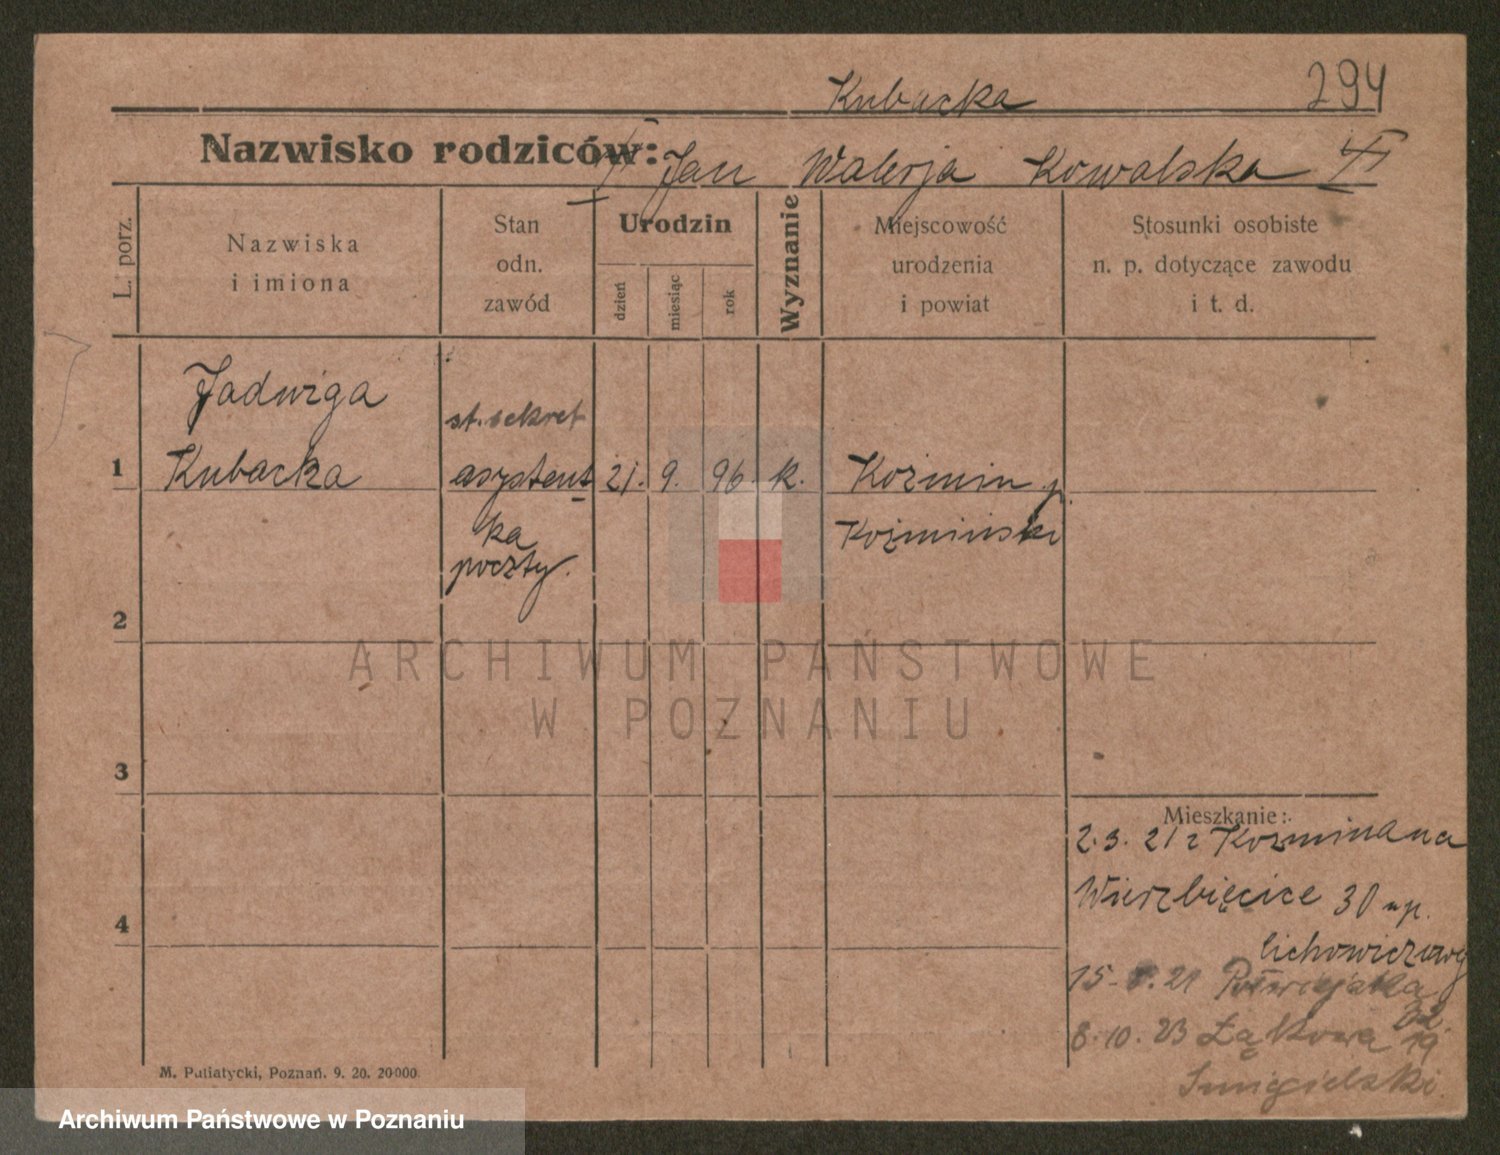 Kubacka 294
Nazwisko rodziców: Jan Walerja Kowalska
L. porz.
Nazwiska
i imiona
Stan
odn.
zawód
Urodzin
dzień
miesiąc
rok
Wyznanie
Miejscowość
urodzenia
i powiat
Stosunki osobiste
n. p. dotyczące zawodu
i t. d.
Jadwiga
st. sekret
1 Kubacka asystent 21. 9. 96. k. Koźmin p.
ka Koźmiński
poczty.
2
3
4
ARCHIWUM PAŃSTWOWE
W POZNANIU
Mieszkanie:
2.3.21 z Koźmina na
Wierzbięcice 30 u p.
Cichowiczowej
15- .21
8.10.23 Łąkowa 19
Smigielski
M. Putiatycki, Poznań. 9. 20. 20000.
Archiwum Państwowe w Poznaniu